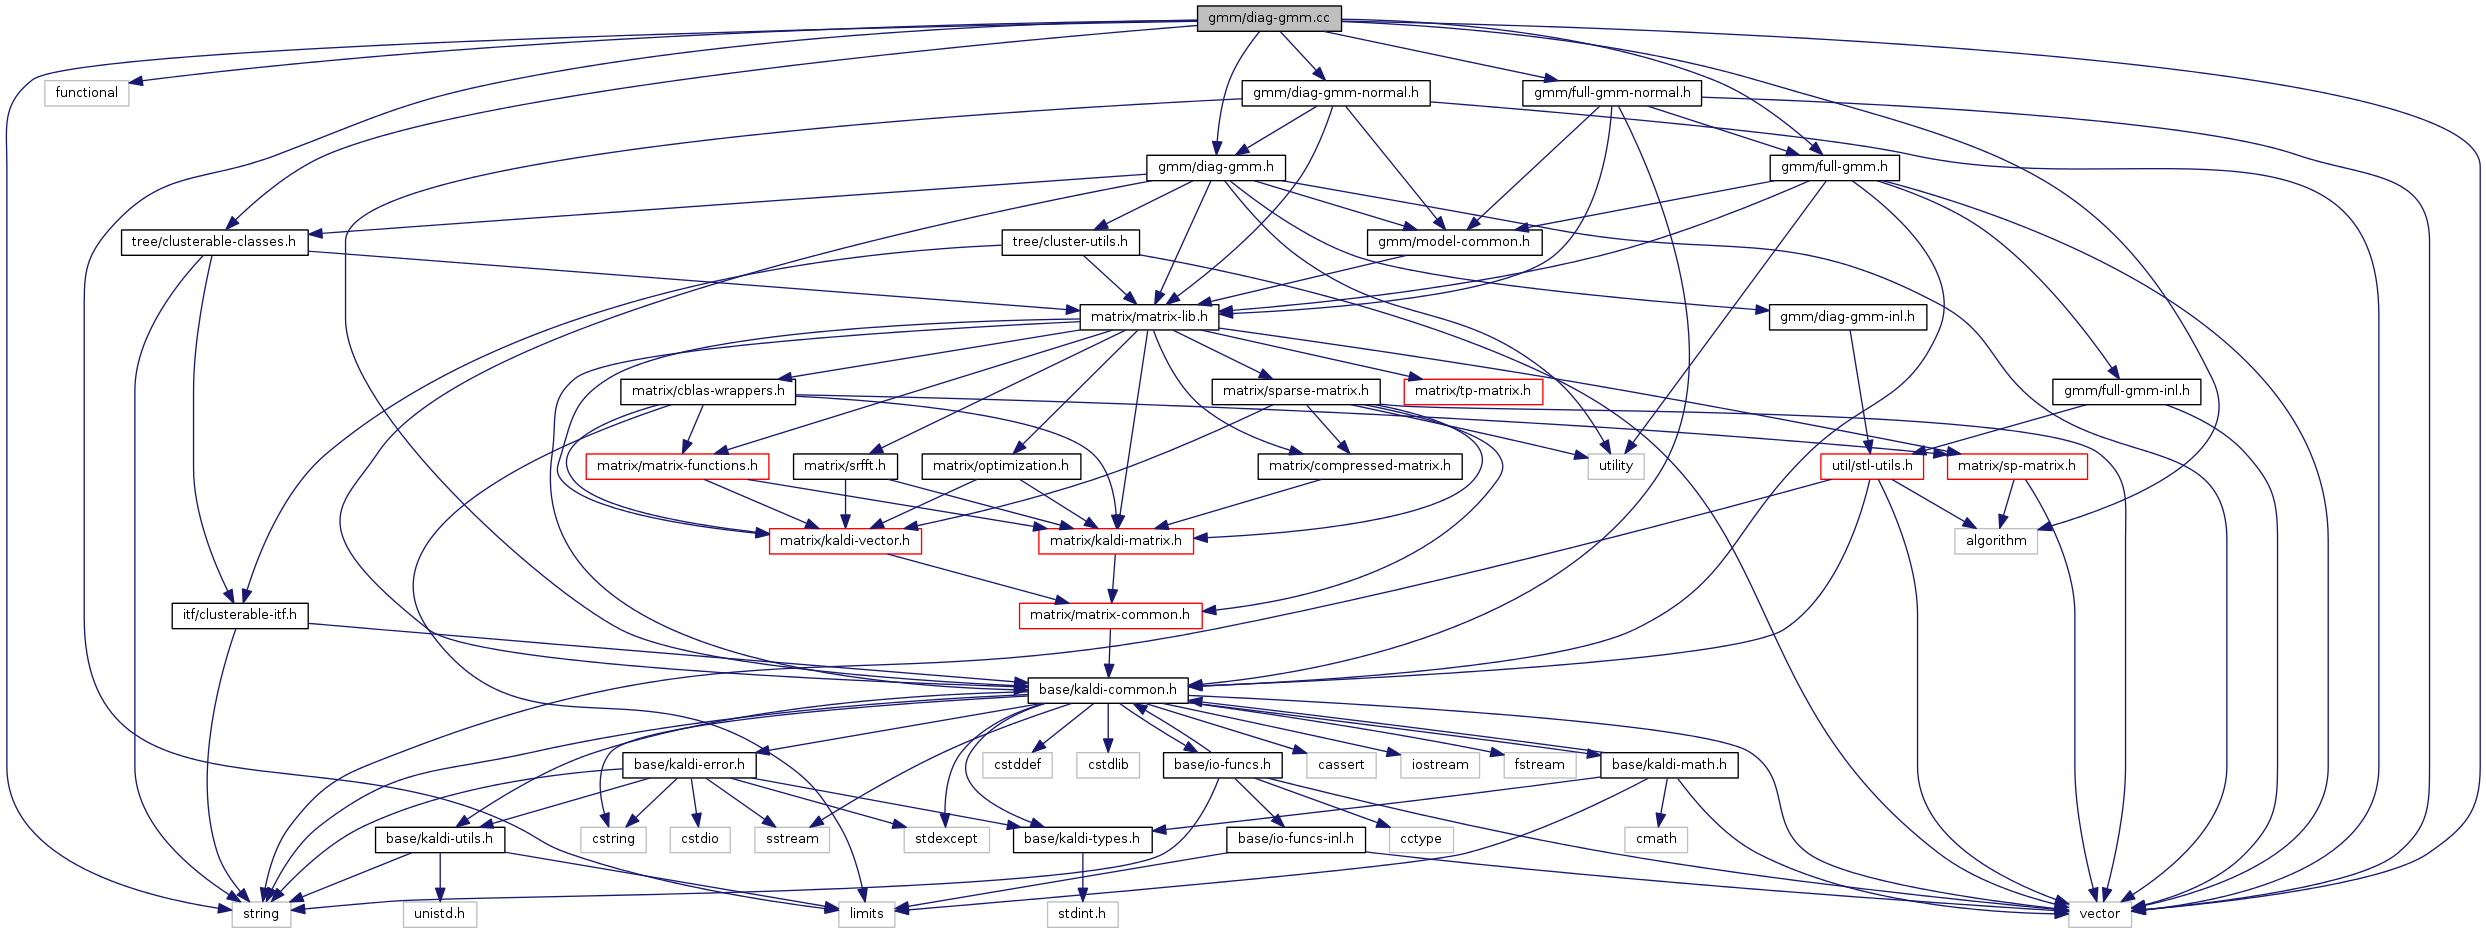 gmm/diag-gmm.cc
functional
gmm/diag-gmm-normal.h
gmm/full-gmm-normal.h
gmm/diag-gmm.h
gmm/full-gmm.h
tree/clusterable-classes.h
tree/cluster-utils.h
gmm/model-common.h
matrix/matrix-lib.h
gmm/diag-gmm-inl.h
matrix/cblas-wrappers.h
matrix/sparse-matrix.h
matrix/tp-matrix.h
gmm/full-gmm-inl.h
matrix/matrix-functions.h
matrix/srfft.h
matrix/optimization.h
matrix/compressed-matrix.h
utility
util/stl-utils.h
matrix/sp-matrix.h
matrix/kaldi-vector.h
matrix/kaldi-matrix.h
algorithm
itf/clusterable-itf.h
matrix/matrix-common.h
base/kaldi-common.h
base/kaldi-error.h
cstddef
cstdlib
base/io-funcs.h
cassert
iostream
fstream
base/kaldi-math.h
base/kaldi-utils.h
cstring
cstdio
sstream
stdexcept
base/kaldi-types.h
base/io-funcs-inl.h
cctype
cmath
string
unistd.h
limits
stdint.h
vector